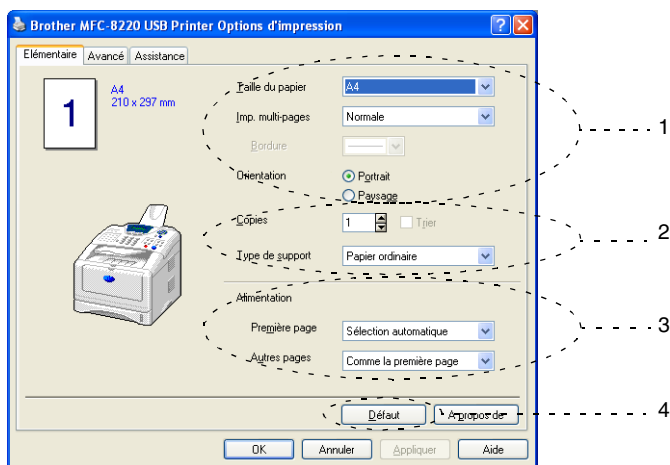 Brother MFC-8220 USB Printer Options d'impression
Elémentaire Avancé Assistance
1
A4
210 x 297 mm
Taille du papier A4
Imp. multi-pages Normale
Bordure
Orientation Portrait
Paysage
1
Copies 1 Trier
2
Type de support Papier ordinaire
Alimentation
Première page Sélection automatique
3
Autres pages Comme la première page
Défaut A propos de
4
OK Annuler Appliquer Aide